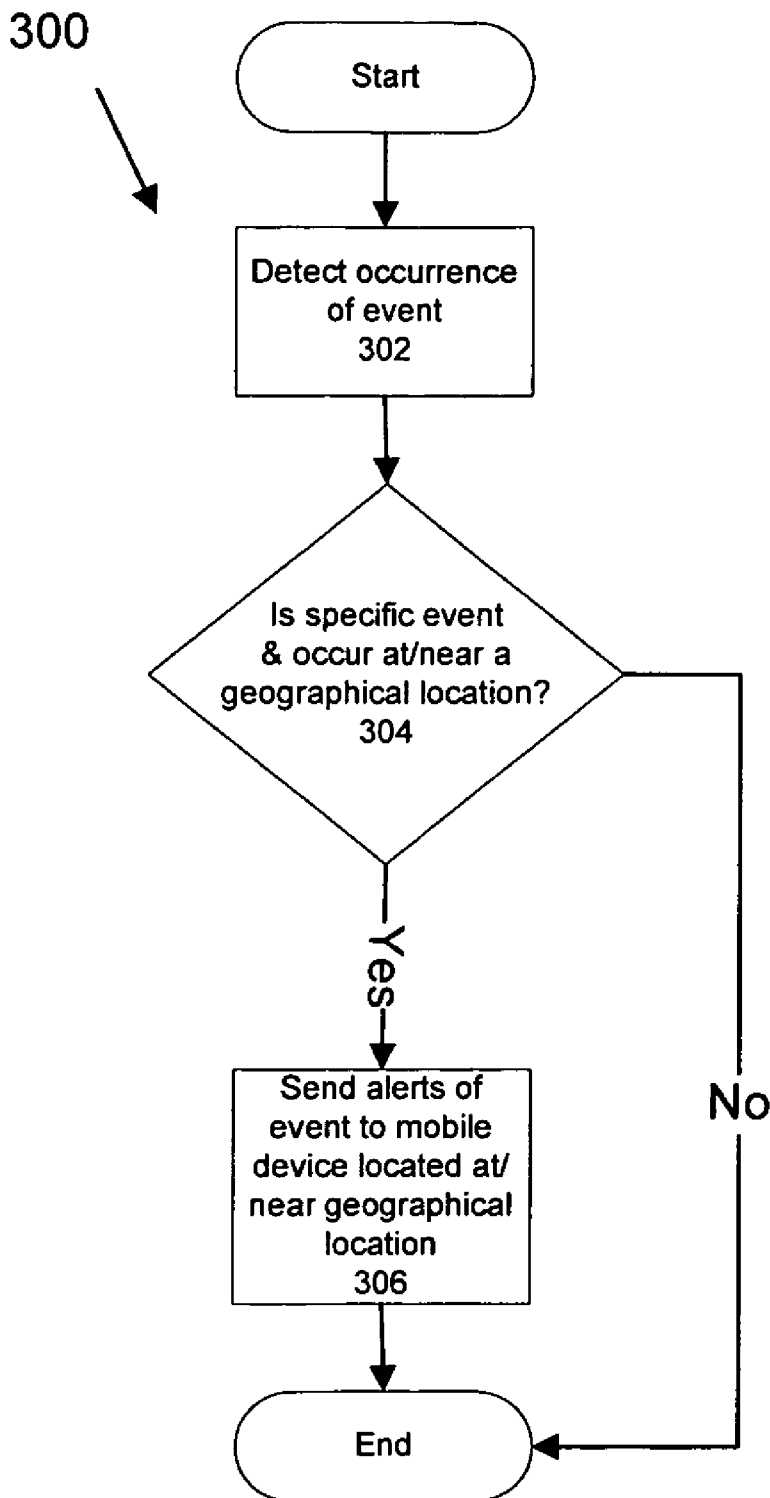 300
Start
Detect occurrence
of event
302
Is specific event
& occur at/near a
geographical location?
304
Yes
No
Send alerts of
event to mobile
device located at/
near geographical
location
306
End